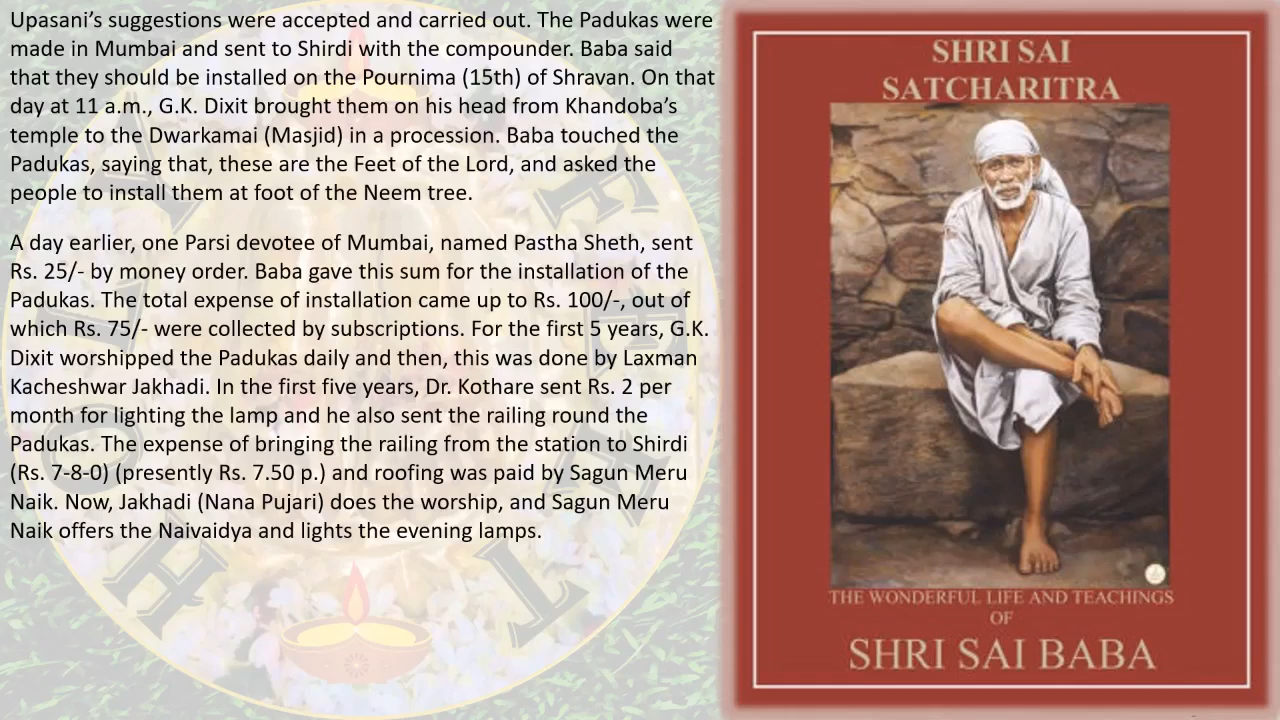 Upasani’s suggestions were accepted and carried out. The Padukas were
made in Mumbai and sent to Shirdi with the compounder. Baba said
that they should be installed on the Pournima (15th) of Shravan. On that
day at 11 a.m., G.K. Dixit brought them on his head from Khandoba’s
temple to the Dwarkamai (Masjid) in a procession. Baba touched the
Padukas, saying that, these are the Feet of the Lord, and asked the
people to install them at foot of the Neem tree.
A day earlier, one Parsi devotee of Mumbai, named Pastha Sheth, sent
Rs. 25/- by money order. Baba gave this sum for the installation of the
Padukas. The total expense of installation came up to Rs. 100/-, out of
which Rs. 75/- were collected by subscriptions. For the first 5 years, G.K.
Dixit worshipped the Padukas daily and then, this was done by Laxman
Kacheshwar Jakhadi. In the first five years, Dr. Kothare sent Rs. 2 per
month for lighting the lamp and he also sent the railing round the
Padukas. The expense of bringing the railing from the station to Shirdi
(Rs. 7-8-0) (presently Rs. 7.50 p.) and roofing was paid by Sagun Meru
Naik. Now, Jakhadi (Nana Pujari) does the worship, and Sagun Meru
Naik offers the Naivaidya and lights the evening lamps.
SHRI SAI
SATCHARITRA
THE WONDERFUL LIFE AND TEACHINGS
OF
SHRI SAI BABA